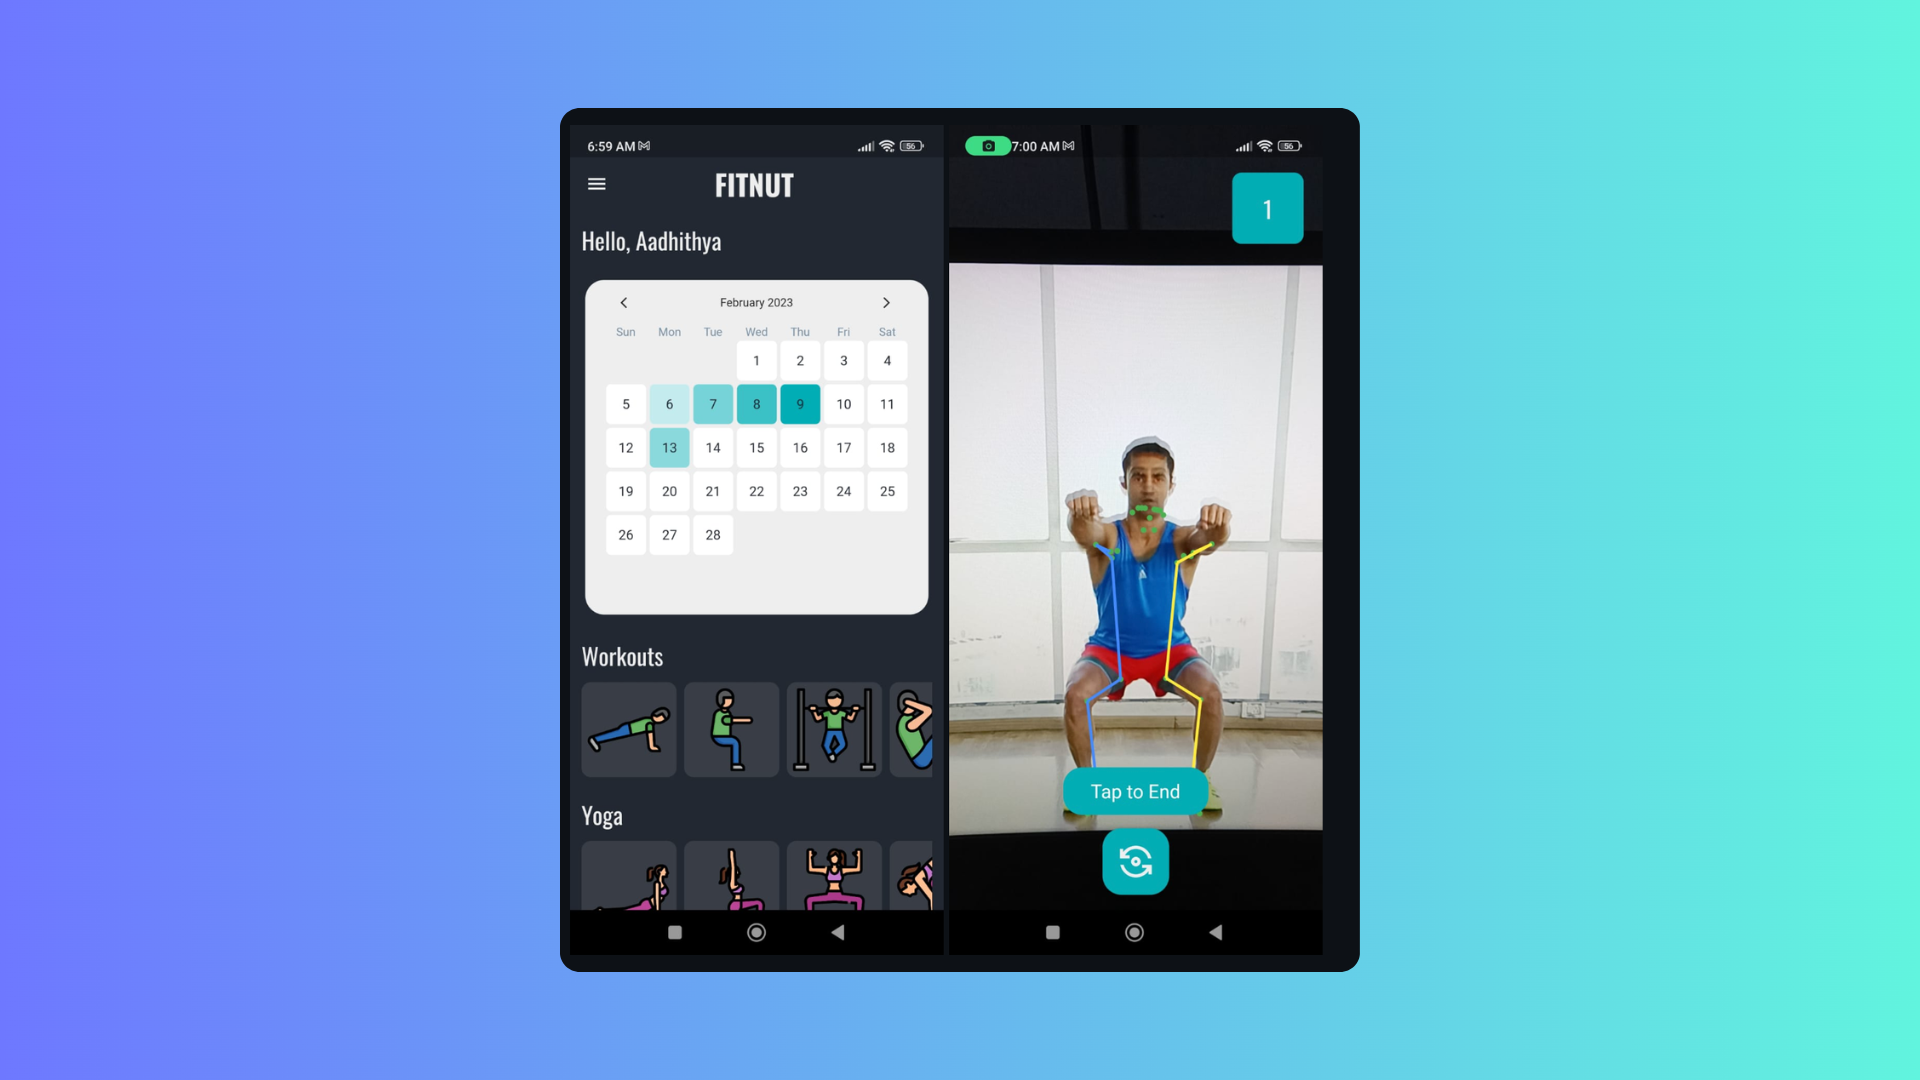 6:59 AM
56
FITNUT
Hello, Aadhithya
February 2023
Sun Mon Tue Wed Thu Fri Sat
1 2 3 4
5 6 7 8 9 10 11
12 13 14 15 16 17 18
19 20 21 22 23 24 25
26 27 28
Workouts
Yoga
7:00 AM
56
1
Tap to End